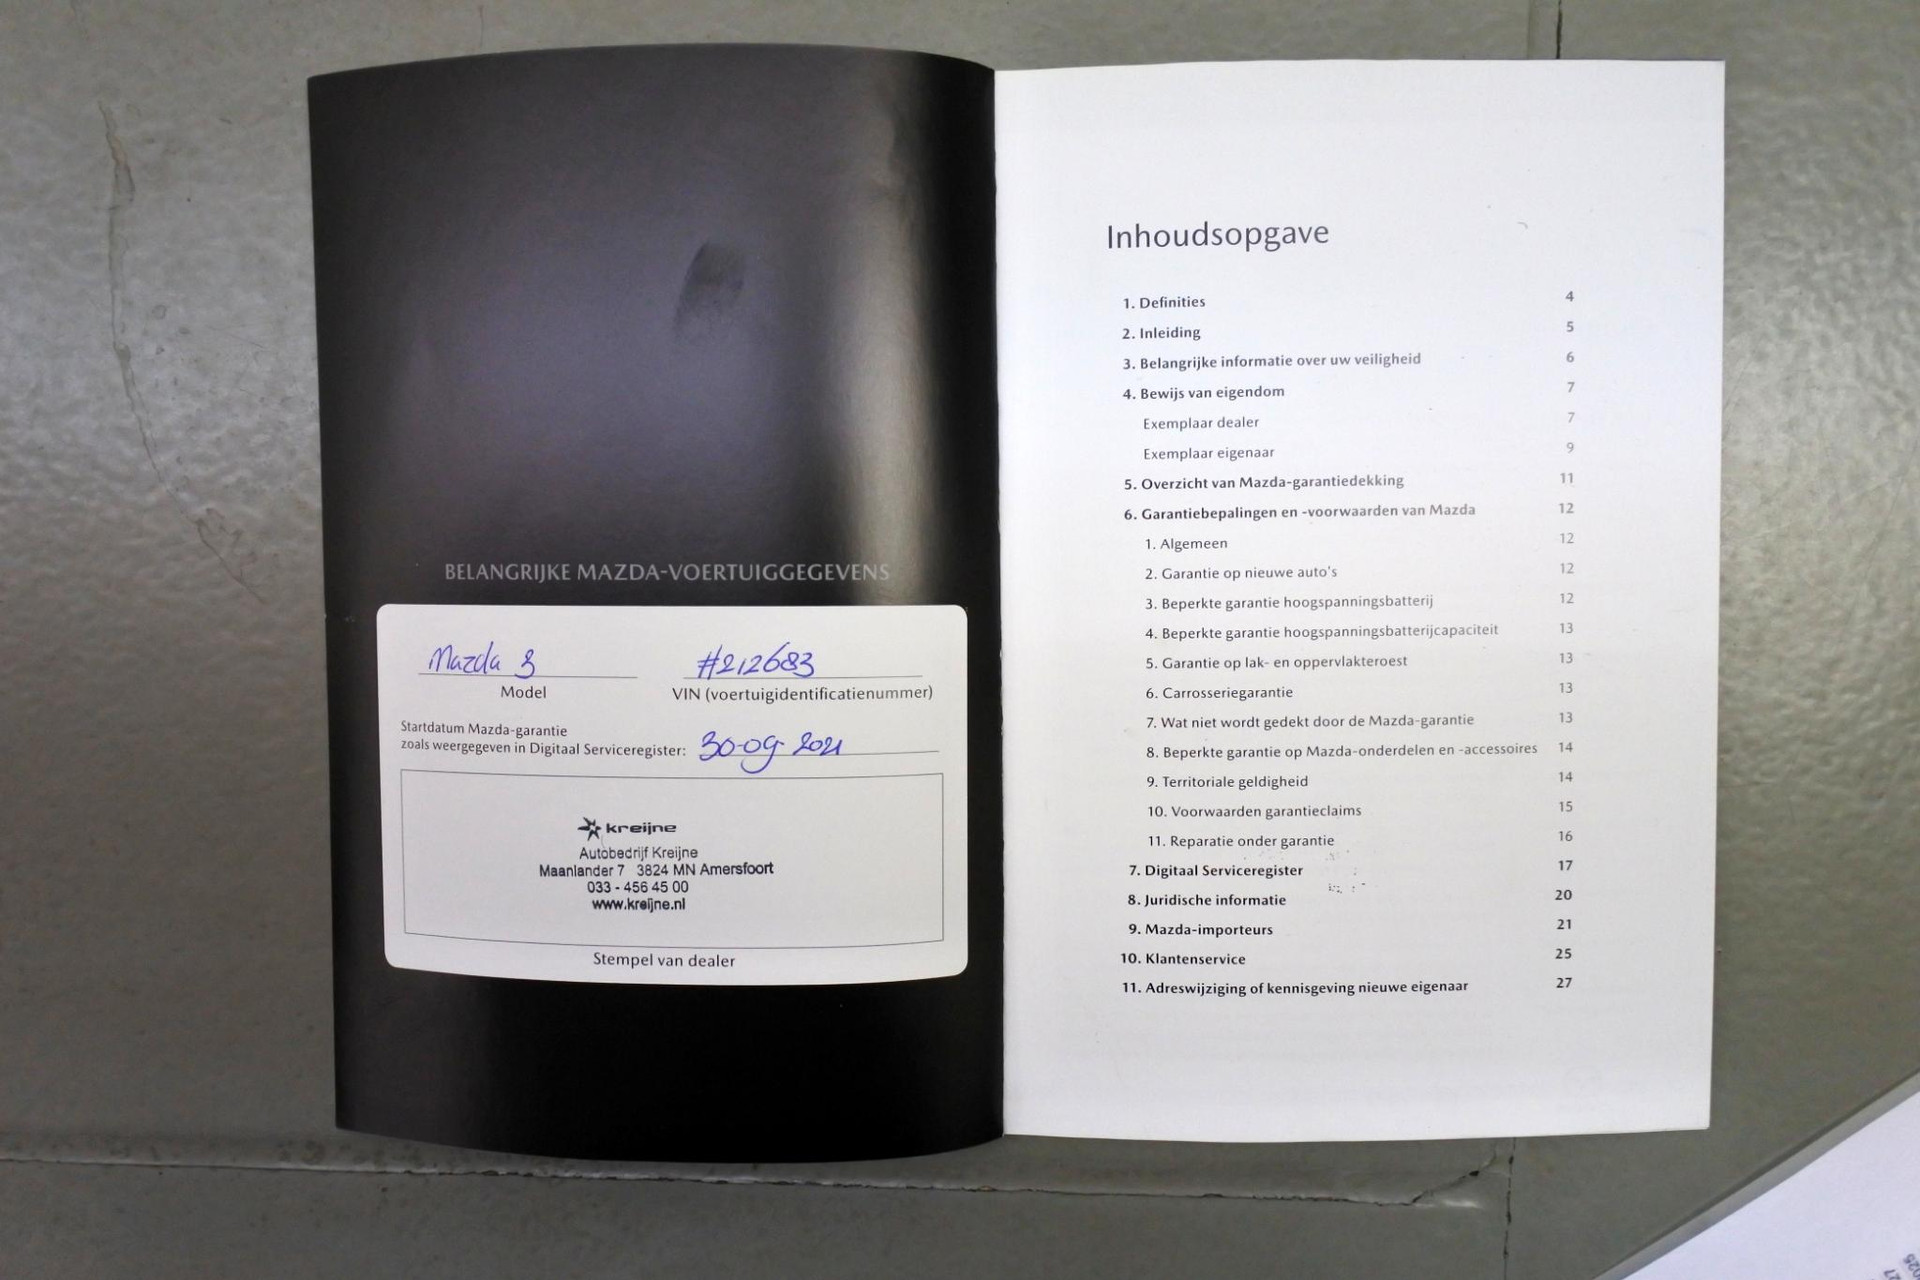 BELANGRIJKE MAZDA-VOERTUIGGEGEVENS
Mazda 3
#212683
Model
VIN (voertuigidentificatienummer)
Startdatum Mazda-garantie
zoals weergegeven in Digitaal Serviceregister: 30-09-2021
kreijne
Autobedrijf Kreijne
Maanlander 7 3824 MN Amersfoort
033 - 456 45 00
www.kreijne.nl
Stempel van dealer
Inhoudsopgave
1. Definities 4
2. Inleiding 5
3. Belangrijke informatie over uw veiligheid 6
4. Bewijs van eigendom 7
Exemplaar dealer 7
Exemplaar eigenaar 9
5. Overzicht van Mazda-garantiedekking 11
6. Garantiebepalingen en -voorwaarden van Mazda 12
1. Algemeen 12
2. Garantie op nieuwe auto's 12
3. Beperkte garantie hoogspanningsbatterij 12
4. Beperkte garantie hoogspanningsbatterijcapaciteit 13
5. Garantie op lak- en oppervlakteroest 13
6. Carrosseriegarantie 13
7. Wat niet wordt gedekt door de Mazda-garantie 13
8. Beperkte garantie op Mazda-onderdelen en -accessoires 14
9. Territoriale geldigheid 14
10. Voorwaarden garantieclaims 15
11. Reparatie onder garantie 16
7. Digitaal Serviceregister 17
8. Juridische informatie 20
9. Mazda-importeurs 21
10. Klantenservice 25
11. Adreswijziging of kennisgeving nieuwe eigenaar 27